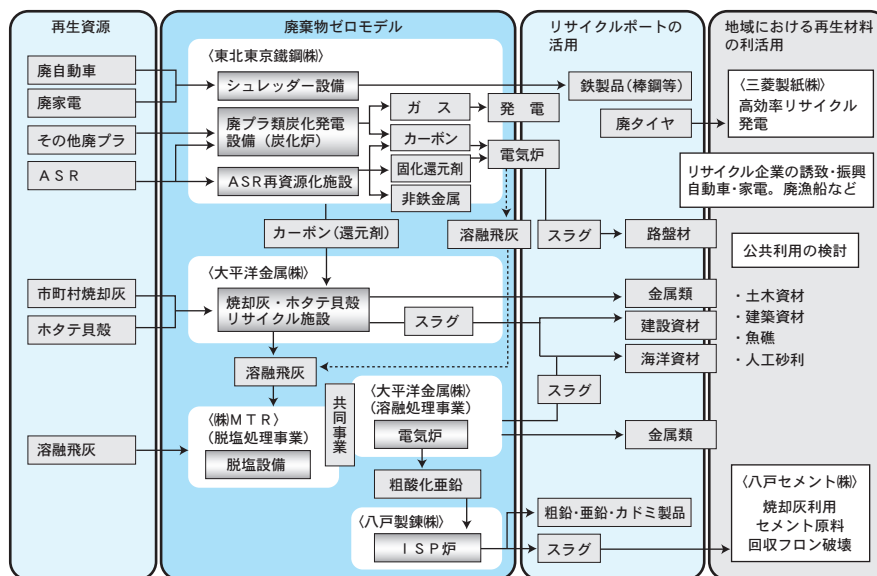 再生資源
廃自動車
廃家電
その他廃プラ
ASR
市町村焼却灰
ホタテ貝殻
溶融飛灰
廃棄物ゼロモデル
〈東北東京鐵鋼㈱〉
シュレッダー設備
廃プラ類炭化発電
設備(炭化炉)
ASR再資源化施設
ガス
発電
カーボン
固化還元剤
非鉄金属
電気炉
カーボン(還元剤)
溶融飛灰
〈大平洋金属㈱〉
焼却灰・ホタテ貝殻
リサイクル施設
スラグ
溶融飛灰
〈㈱MTR〉
(脱塩処理事業)
脱塩設備
共同事業
〈大平洋金属㈱〉
(溶融処理事業)
電気炉
粗酸化亜鉛
〈八戸製錬㈱〉
ISP炉
リサイクルポートの
活用
鉄製品(棒鋼等)
廃タイヤ
スラグ
路盤材
金属類
建設資材
海洋資材
スラグ
金属類
粗鉛・亜鉛・カドミ製品
スラグ
地域における再生材料
の利活用
〈三菱製紙㈱〉
高効率リサイクル
発電
リサイクル企業の誘致・振興
自動車・家電。廃漁船など
公共利用の検討
・土木資材
・建築資材
・魚礁
・人工砂利
〈八戸セメント㈱〉
焼却灰利用
セメント原料
回収フロン破壊